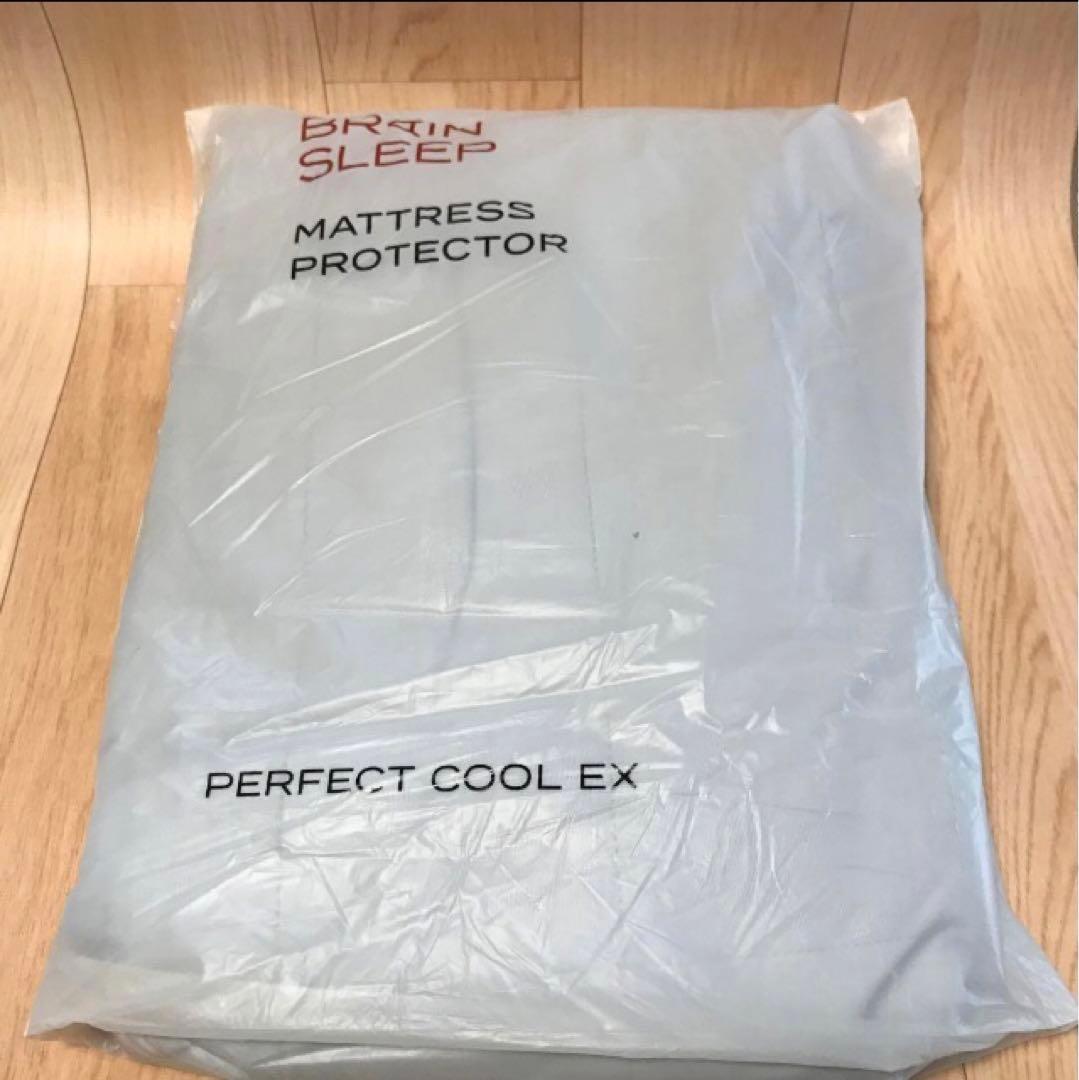 BRAIN
SLEEP
MATTRESS
PROTECTOR
PERFECT COOL EX